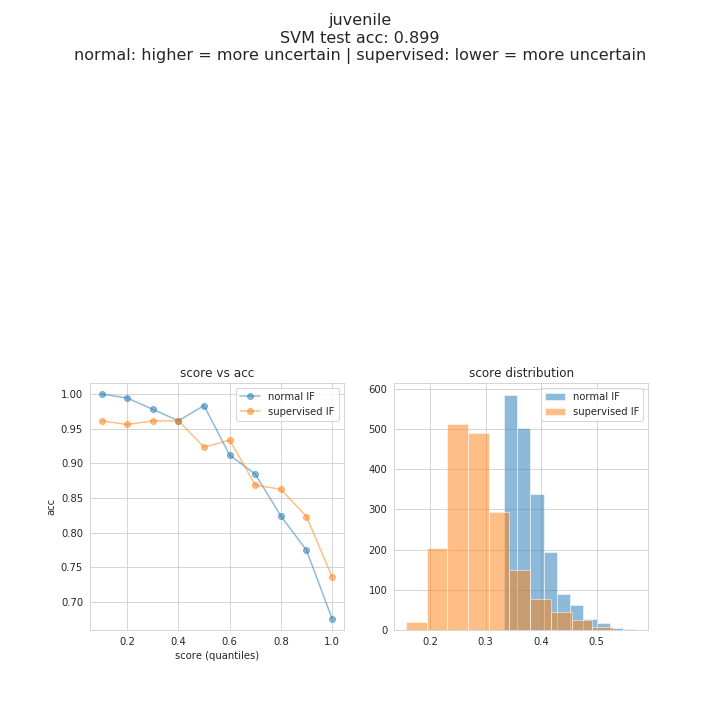 juvenile
SVM test acc: 0.899
normal: higher = more uncertain | supervised: lower = more uncertain
score vs acc
normal IF
supervised IF
1.00
0.95
0.90
0.85
0.80
0.75
0.70
acc
0.2 0.4 0.6 0.8 1.0
score (quantiles)
score distribution
normal IF
supervised IF
600
500
400
300
200
100
0
0.2 0.3 0.4 0.5